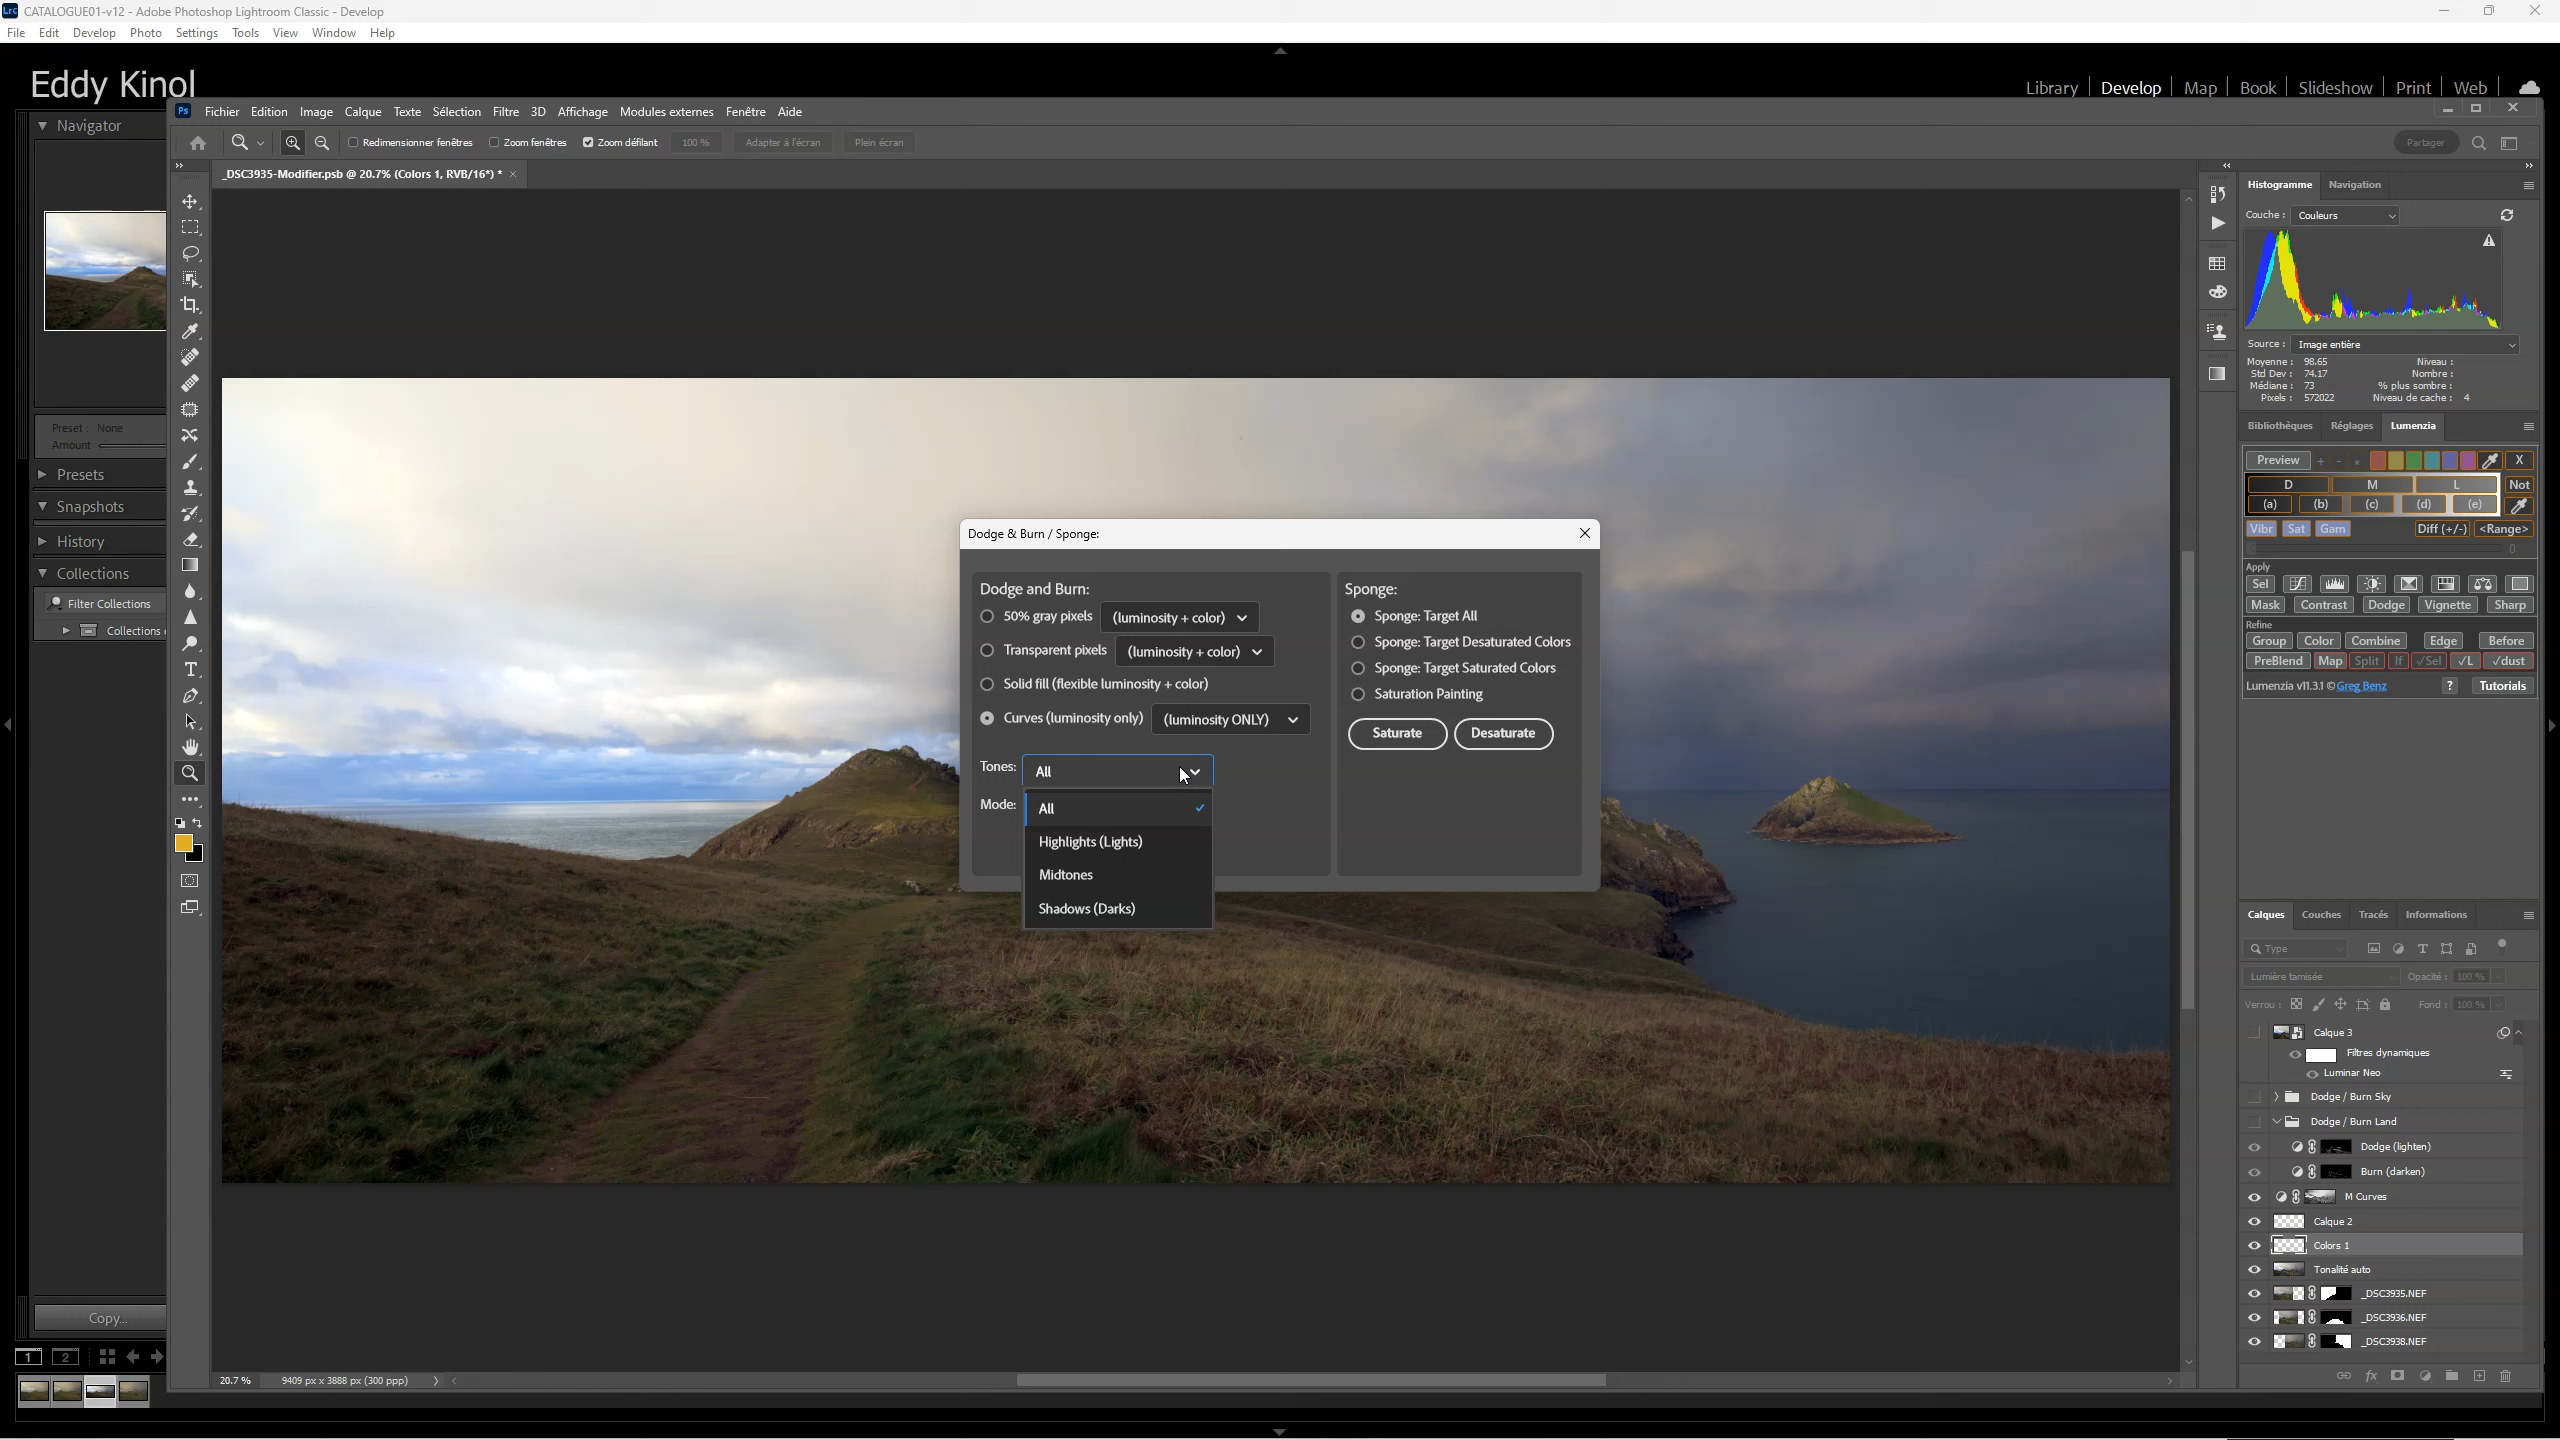 CATALOGUE01-v12 - Adobe Photoshop Lightroom Classic - Develop
File Edit Develop Photo Settings Tools View Window Help
Eddy Kinol
Library Develop Map Book Slideshow Print Web
Navigator
Preset: None
Amount
Presets
Snapshots
History
Collections
Filter Collections
Collections
Copy...
1 2
Fichier Edition Image Calque Texte Sélection Filtre 3D Affichage Modules externes Fenêtre Aide
Redimensionner fenêtres Zoom fenêtres Zoom défilant 100 % Adapter à l'écran Plein écran Partager
_DSC3935-Modifier.psb @ 20.7% (Colors 1, RVB/16*) *
Dodge & Burn / Sponge:
Dodge and Burn:
50% gray pixels (luminosity + color)
Transparent pixels (luminosity + color)
Solid fill (flexible luminosity + color)
Curves (luminosity only) (luminosity ONLY)
Tones: All
Mode:
All
Highlights (Lights)
Midtones
Shadows (Darks)
Sponge:
Sponge: Target All
Sponge: Target Desaturated Colors
Sponge: Target Saturated Colors
Saturation Painting
Saturate Desaturate
20.7 % 9409 px x 3888 px (300 ppp)
Histogramme Navigation
Couche : Couleurs
Source : Image entière
Moyenne : 98.65 Niveau :
Std Dev : 74.17 Nombre :
Médiane : 73 % plus sombre :
Pixels : 572022 Niveau de cache : 4
Bibliothèques Réglages Lumenzia
Preview + - * X
D M L Not
(a) (b) (c) (d) (e)
Vibr Sat Gam Diff (+/-) <Range>
0
Apply
Sel
Mask Contrast Dodge Vignette Sharp
Refine
Group Color Combine Edge Before
PreBlend Map Split If √Sel √L √dust
Lumenzia v11.3.1 © Greg Benz ? Tutorials
Calques Couches Tracés Informations
Type
Lumière tamisée Opacité : 100 %
Verrou : Fond : 100 %
Calque 3
Filtres dynamiques
Luminar Neo
Dodge / Burn Sky
Dodge / Burn Land
Dodge (lighten)
Burn (darken)
M Curves
Calque 2
Colors 1
Tonalité auto
_DSC3935.NEF
_DSC3936.NEF
_DSC3938.NEF